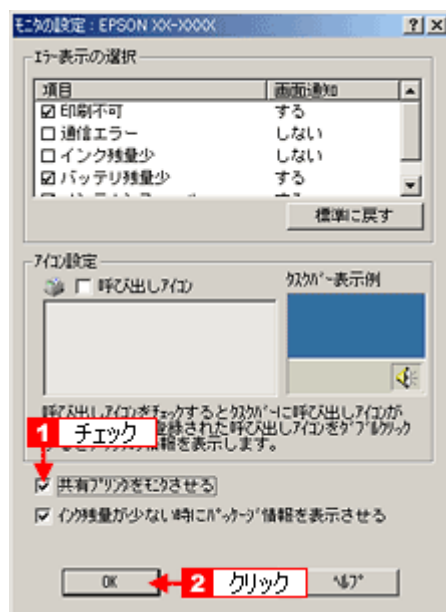 モニタの設定 : EPSON XX-XXXX
エラー表示の選択
項目 画面通知
印刷不可 する
通信エラー しない
インク残量少 しない
バッテリ残量少 する
標準に戻す
アイコン設定
呼び出しアイコン
タスクバー表示例
呼び出しアイコンをチェックするとタスクバーに呼び出しアイコンが
登録された呼び出しアイコンをダブルクリック
情報を表示します。
1 チェック
共有プリンタをモニタさせる
インク残量が少ない時にパッケージ情報を表示させる
OK
2 クリック
ヘルプ